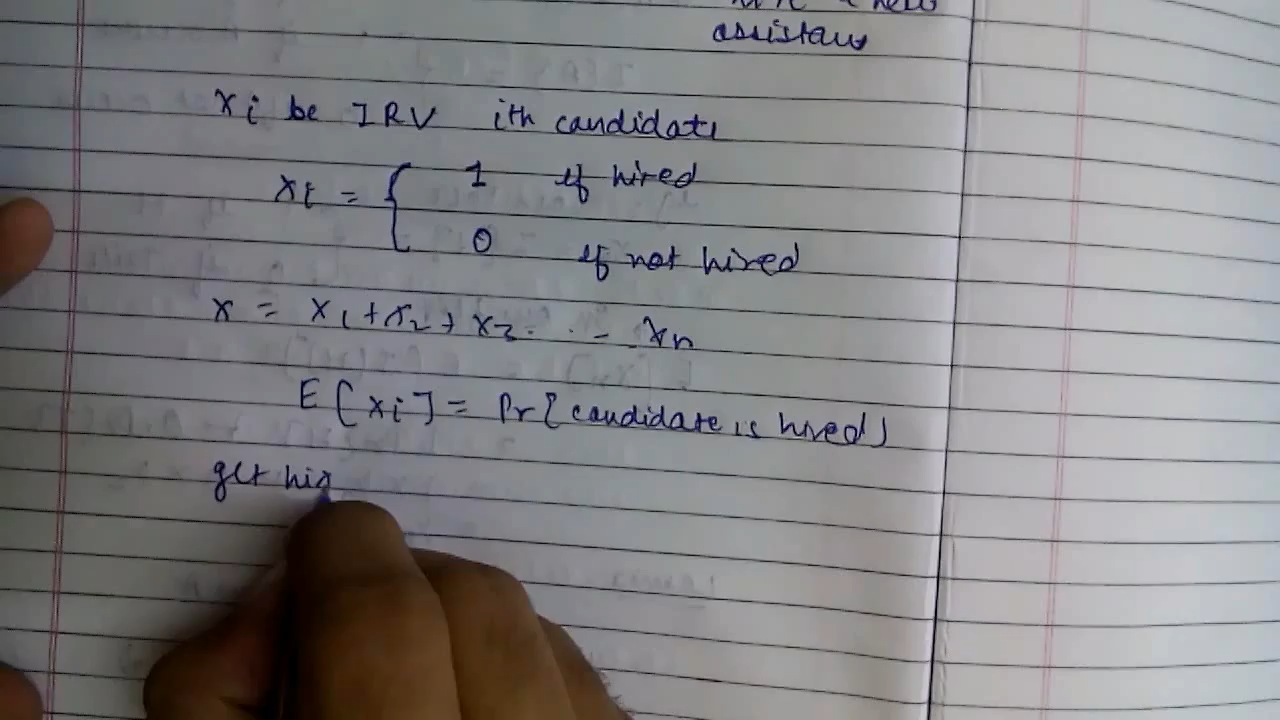 assistant
xi be IRV ith candidate
xi = { 1 if hired
0 if not hired
x = x1 + x2 + x3 . . - xn
E[xi] = Pr[candidate is hired]
get hig